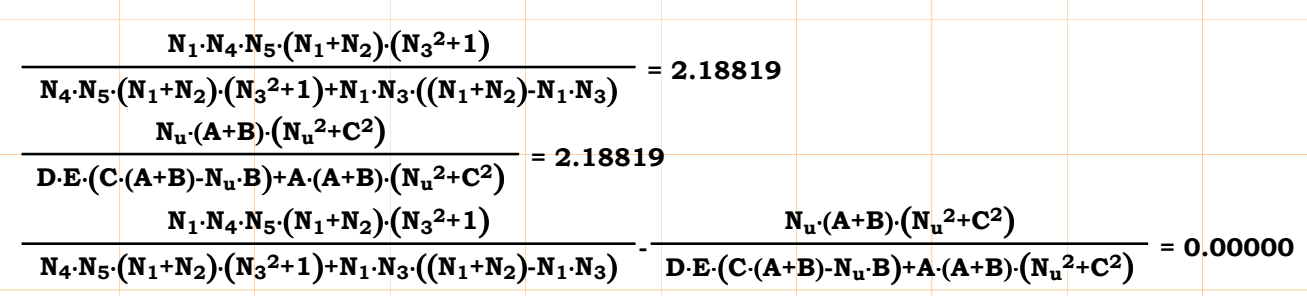 N₁·N₄·N₅·(N₁+N₂)·(N₃²+1)
N₄·N₅·(N₁+N₂)·(N₃²+1)+N₁·N₃·((N₁+N₂)-N₁·N₃) = 2.18819
Nᵤ·(A+B)·(Nᵤ²+C²)
D·E·(C·(A+B)-Nᵤ·B)+A·(A+B)·(Nᵤ²+C²) = 2.18819
N₁·N₄·N₅·(N₁+N₂)·(N₃²+1) Nᵤ·(A+B)·(Nᵤ²+C²)
N₄·N₅·(N₁+N₂)·(N₃²+1)+N₁·N₃·((N₁+N₂)-N₁·N₃) - D·E·(C·(A+B)-Nᵤ·B)+A·(A+B)·(Nᵤ²+C²) = 0.00000